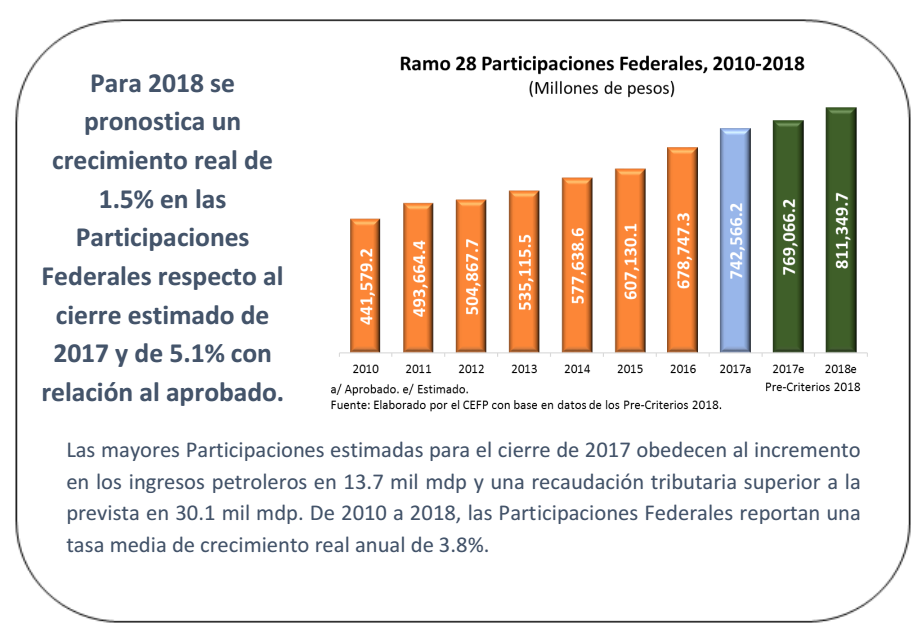 Para 2018 se
pronostica un
crecimiento real de
1.5% en las
Participaciones
Federales respecto al
cierre estimado de
2017 y de 5.1% con
relación al aprobado.
Ramo 28 Participaciones Federales, 2010-2018
(Millones de pesos)
441,579.2
493,664.4
504,867.7
535,115.5
577,638.6
607,130.1
678,747.3
742,566.2
769,066.2
811,349.7
2010 2011 2012 2013 2014 2015 2016 2017a 2017e 2018e
a/ Aprobado. e/ Estimado.
Pre-Criterios 2018
Fuente: Elaborado por el CEFP con base en datos de los Pre-Criterios 2018.
Las mayores Participaciones estimadas para el cierre de 2017 obedecen al incremento
en los ingresos petroleros en 13.7 mil mdp y una recaudación tributaria superior a la
prevista en 30.1 mil mdp. De 2010 a 2018, las Participaciones Federales reportan una
tasa media de crecimiento real anual de 3.8%.